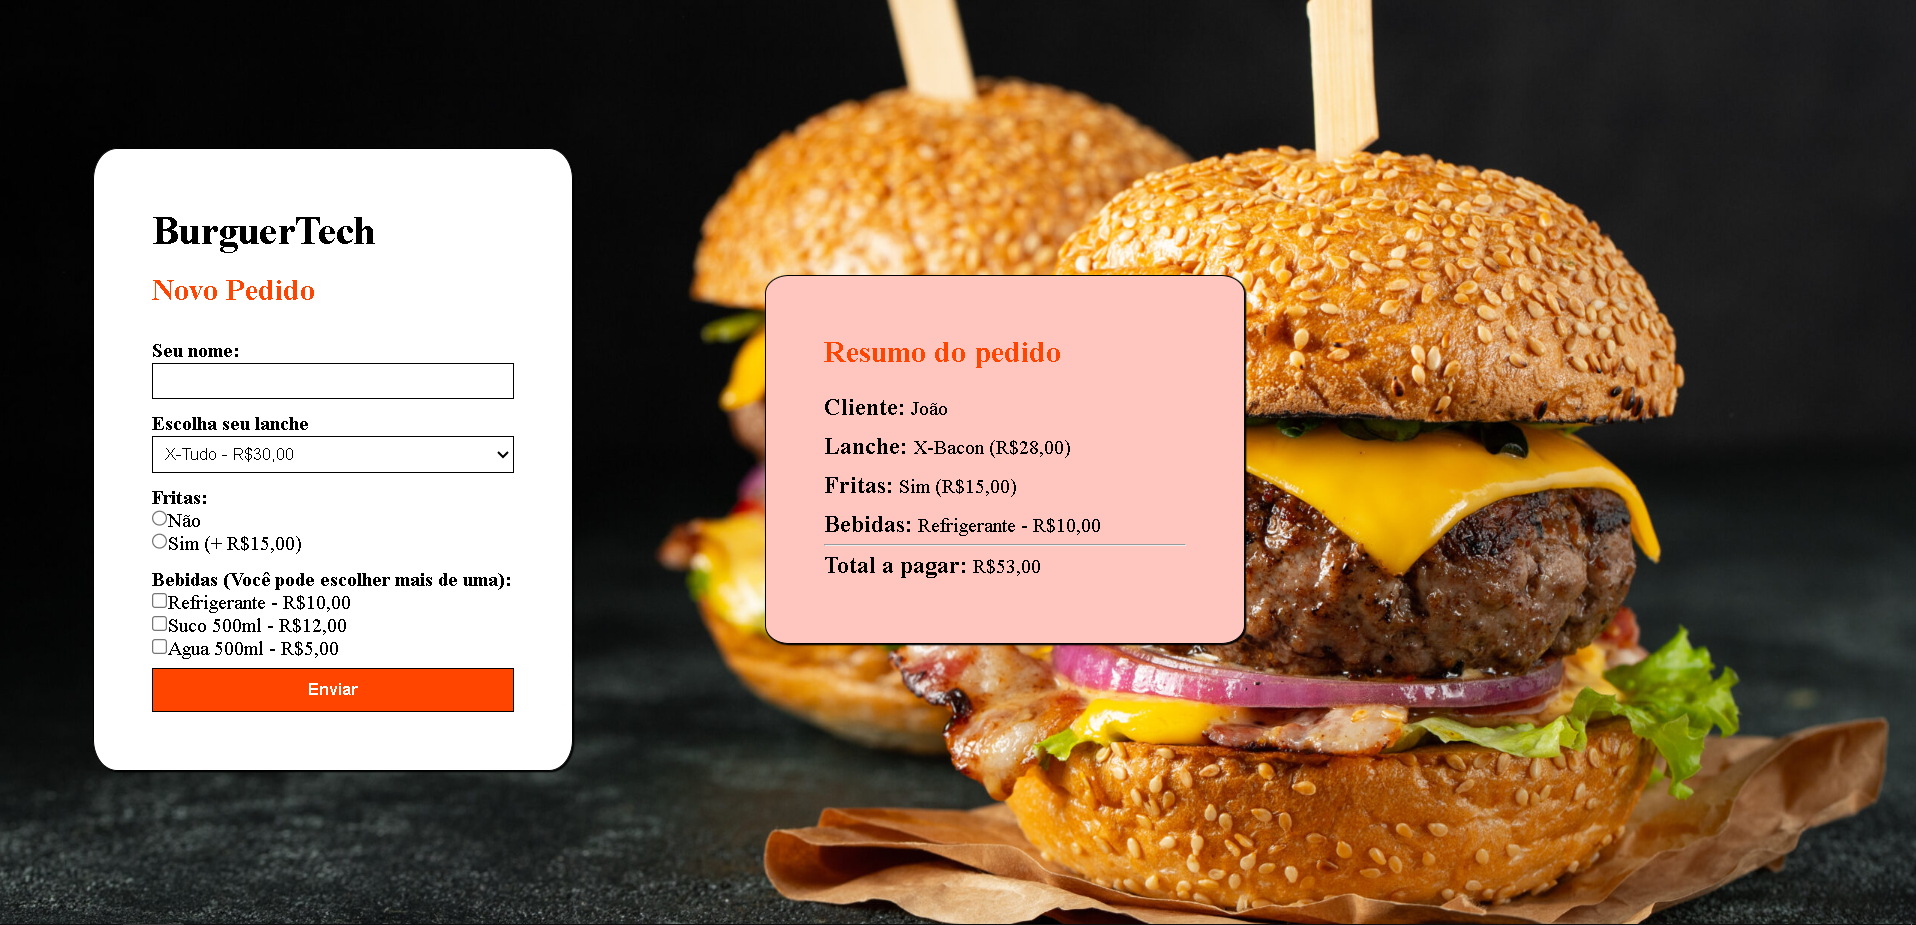 BurguerTech
Novo Pedido
Seu nome:
Escolha seu lanche
X-Tudo - R$30,00
Fritas:
Não
Sim (+ R$15,00)
Bebidas (Você pode escolher mais de uma):
Refrigerante - R$10,00
Suco 500ml - R$12,00
Agua 500ml - R$5,00
Enviar
Resumo do pedido
Cliente: João
Lanche: X-Bacon (R$28,00)
Fritas: Sim (R$15,00)
Bebidas: Refrigerante - R$10,00
Total a pagar: R$53,00